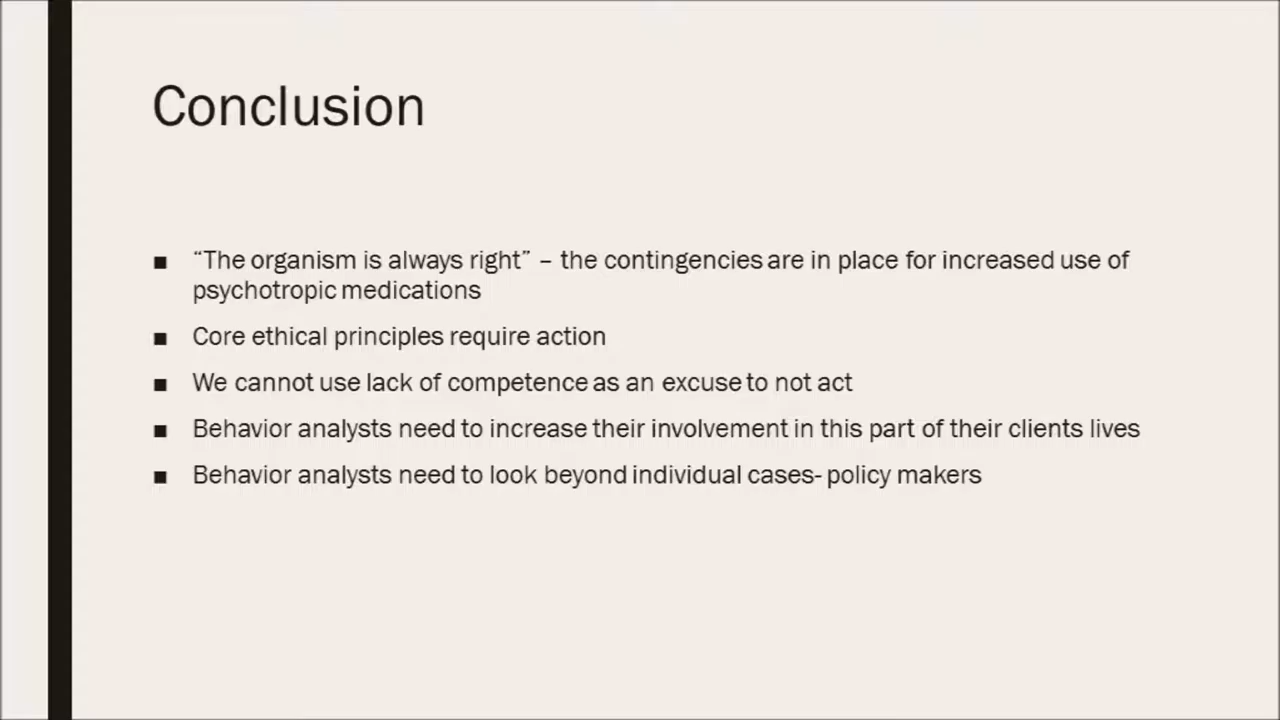 Conclusion
■ “The organism is always right” – the contingencies are in place for increased use of
psychotropic medications
■ Core ethical principles require action
■ We cannot use lack of competence as an excuse to not act
■ Behavior analysts need to increase their involvement in this part of their clients lives
■ Behavior analysts need to look beyond individual cases- policy makers